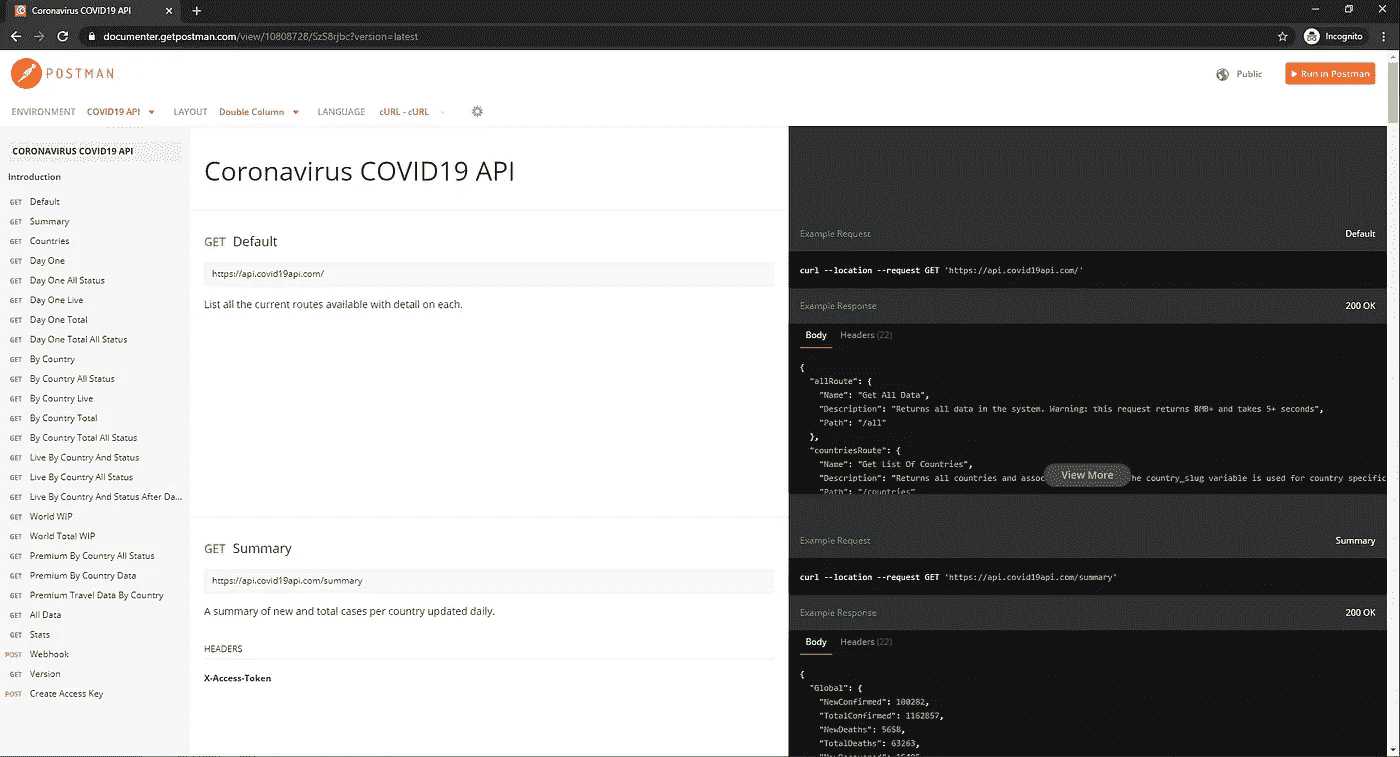 Coronavirus COVID19 API
documenter.getpostman.com/view/10808728/SzS8rjbc?version=latest
Incognito
POSTMAN
Public
Run in Postman
ENVIRONMENT COVID19 API LAYOUT Double Column LANGUAGE cURL - cURL
CORONAVIRUS COVID19 API
Introduction
GET Default
GET Summary
GET Countries
GET Day One
GET Day One All Status
GET Day One Live
GET Day One Total
GET Day One Total All Status
GET By Country
GET By Country All Status
GET By Country Live
GET By Country Total
GET By Country Total All Status
GET Live By Country And Status
GET Live By Country All Status
GET Live By Country And Status After Da...
GET World WIP
GET World Total WIP
GET Premium By Country All Status
GET Premium By Country Data
GET Premium Travel Data By Country
GET All Data
GET Stats
POST Webhook
GET Version
POST Create Access Key
Coronavirus COVID19 API
GET Default
https://api.covid19api.com/
List all the current routes available with detail on each.
GET Summary
https://api.covid19api.com/summary
A summary of new and total cases per country updated daily.
HEADERS
X-Access-Token
Example Request Default
curl --location --request GET 'https://api.covid19api.com/'
Example Response 200 OK
Body Headers (22)
{
"allRoute": {
"Name": "Get All Data",
"Description": "Returns all data in the system. Warning: this request returns 8MB+ and takes 5+ seconds",
"Path": "/all"
},
"countriesRoute": {
"Name": "Get List Of Countries",
"Description": "Returns all countries and assoc View More he country_slug variable is used for country specific
"Path": "/countries"
Example Request Summary
curl --location --request GET 'https://api.covid19api.com/summary'
Example Response 200 OK
Body Headers (22)
{
"Global": {
"NewConfirmed": 100282,
"TotalConfirmed": 1162857,
"NewDeaths": 5658,
"TotalDeaths": 63263,